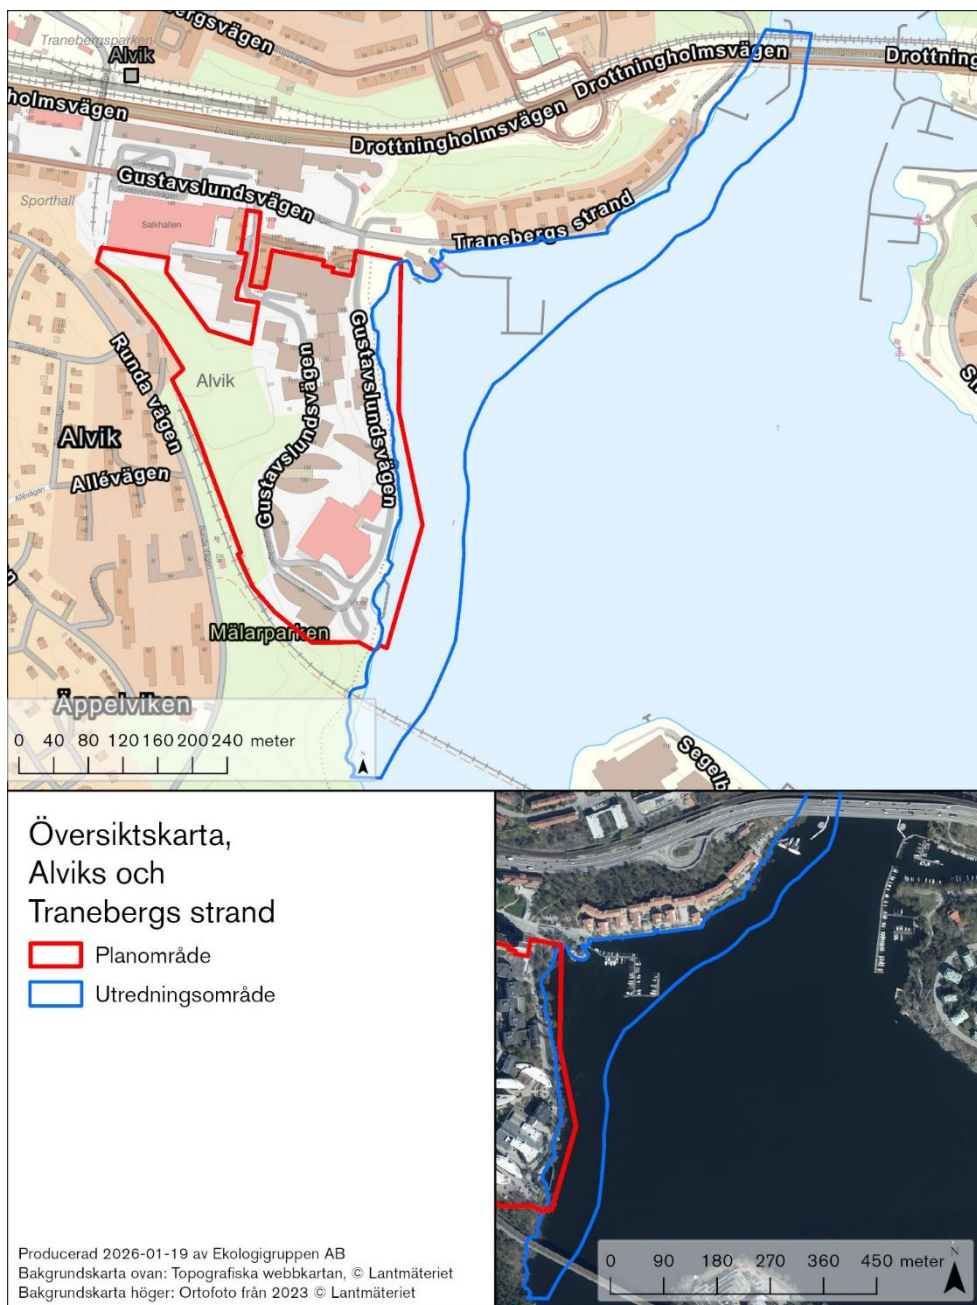 Tranebergsparken
bergsvägen
Alvik
Drottningholmsvägen
Drottning
holmsvägen
Drottningholmsvägen
Gustavslundsvägen
Sporthall
Salkhallen
Tranebergs strand
Runda vägen
Alvik
Gustavslundsvägen
Gustavslundsvägen
Alvik
Allévägen
Allévägen
Mälarparken
Äppelviken
Segelb
0 40 80 120 160 200 240 meter
N
Översiktskarta,
Alviks och
Tranebergs strand
Planområde
Utredningsområde
Producerad 2026-01-19 av Ekologigruppen AB
Bakgrundskarta ovan: Topografiska webbkartan, © Lantmäteriet
Bakgrundskarta höger: Ortofoto från 2023 © Lantmäteriet
0 90 180 270 360 450 meter
N